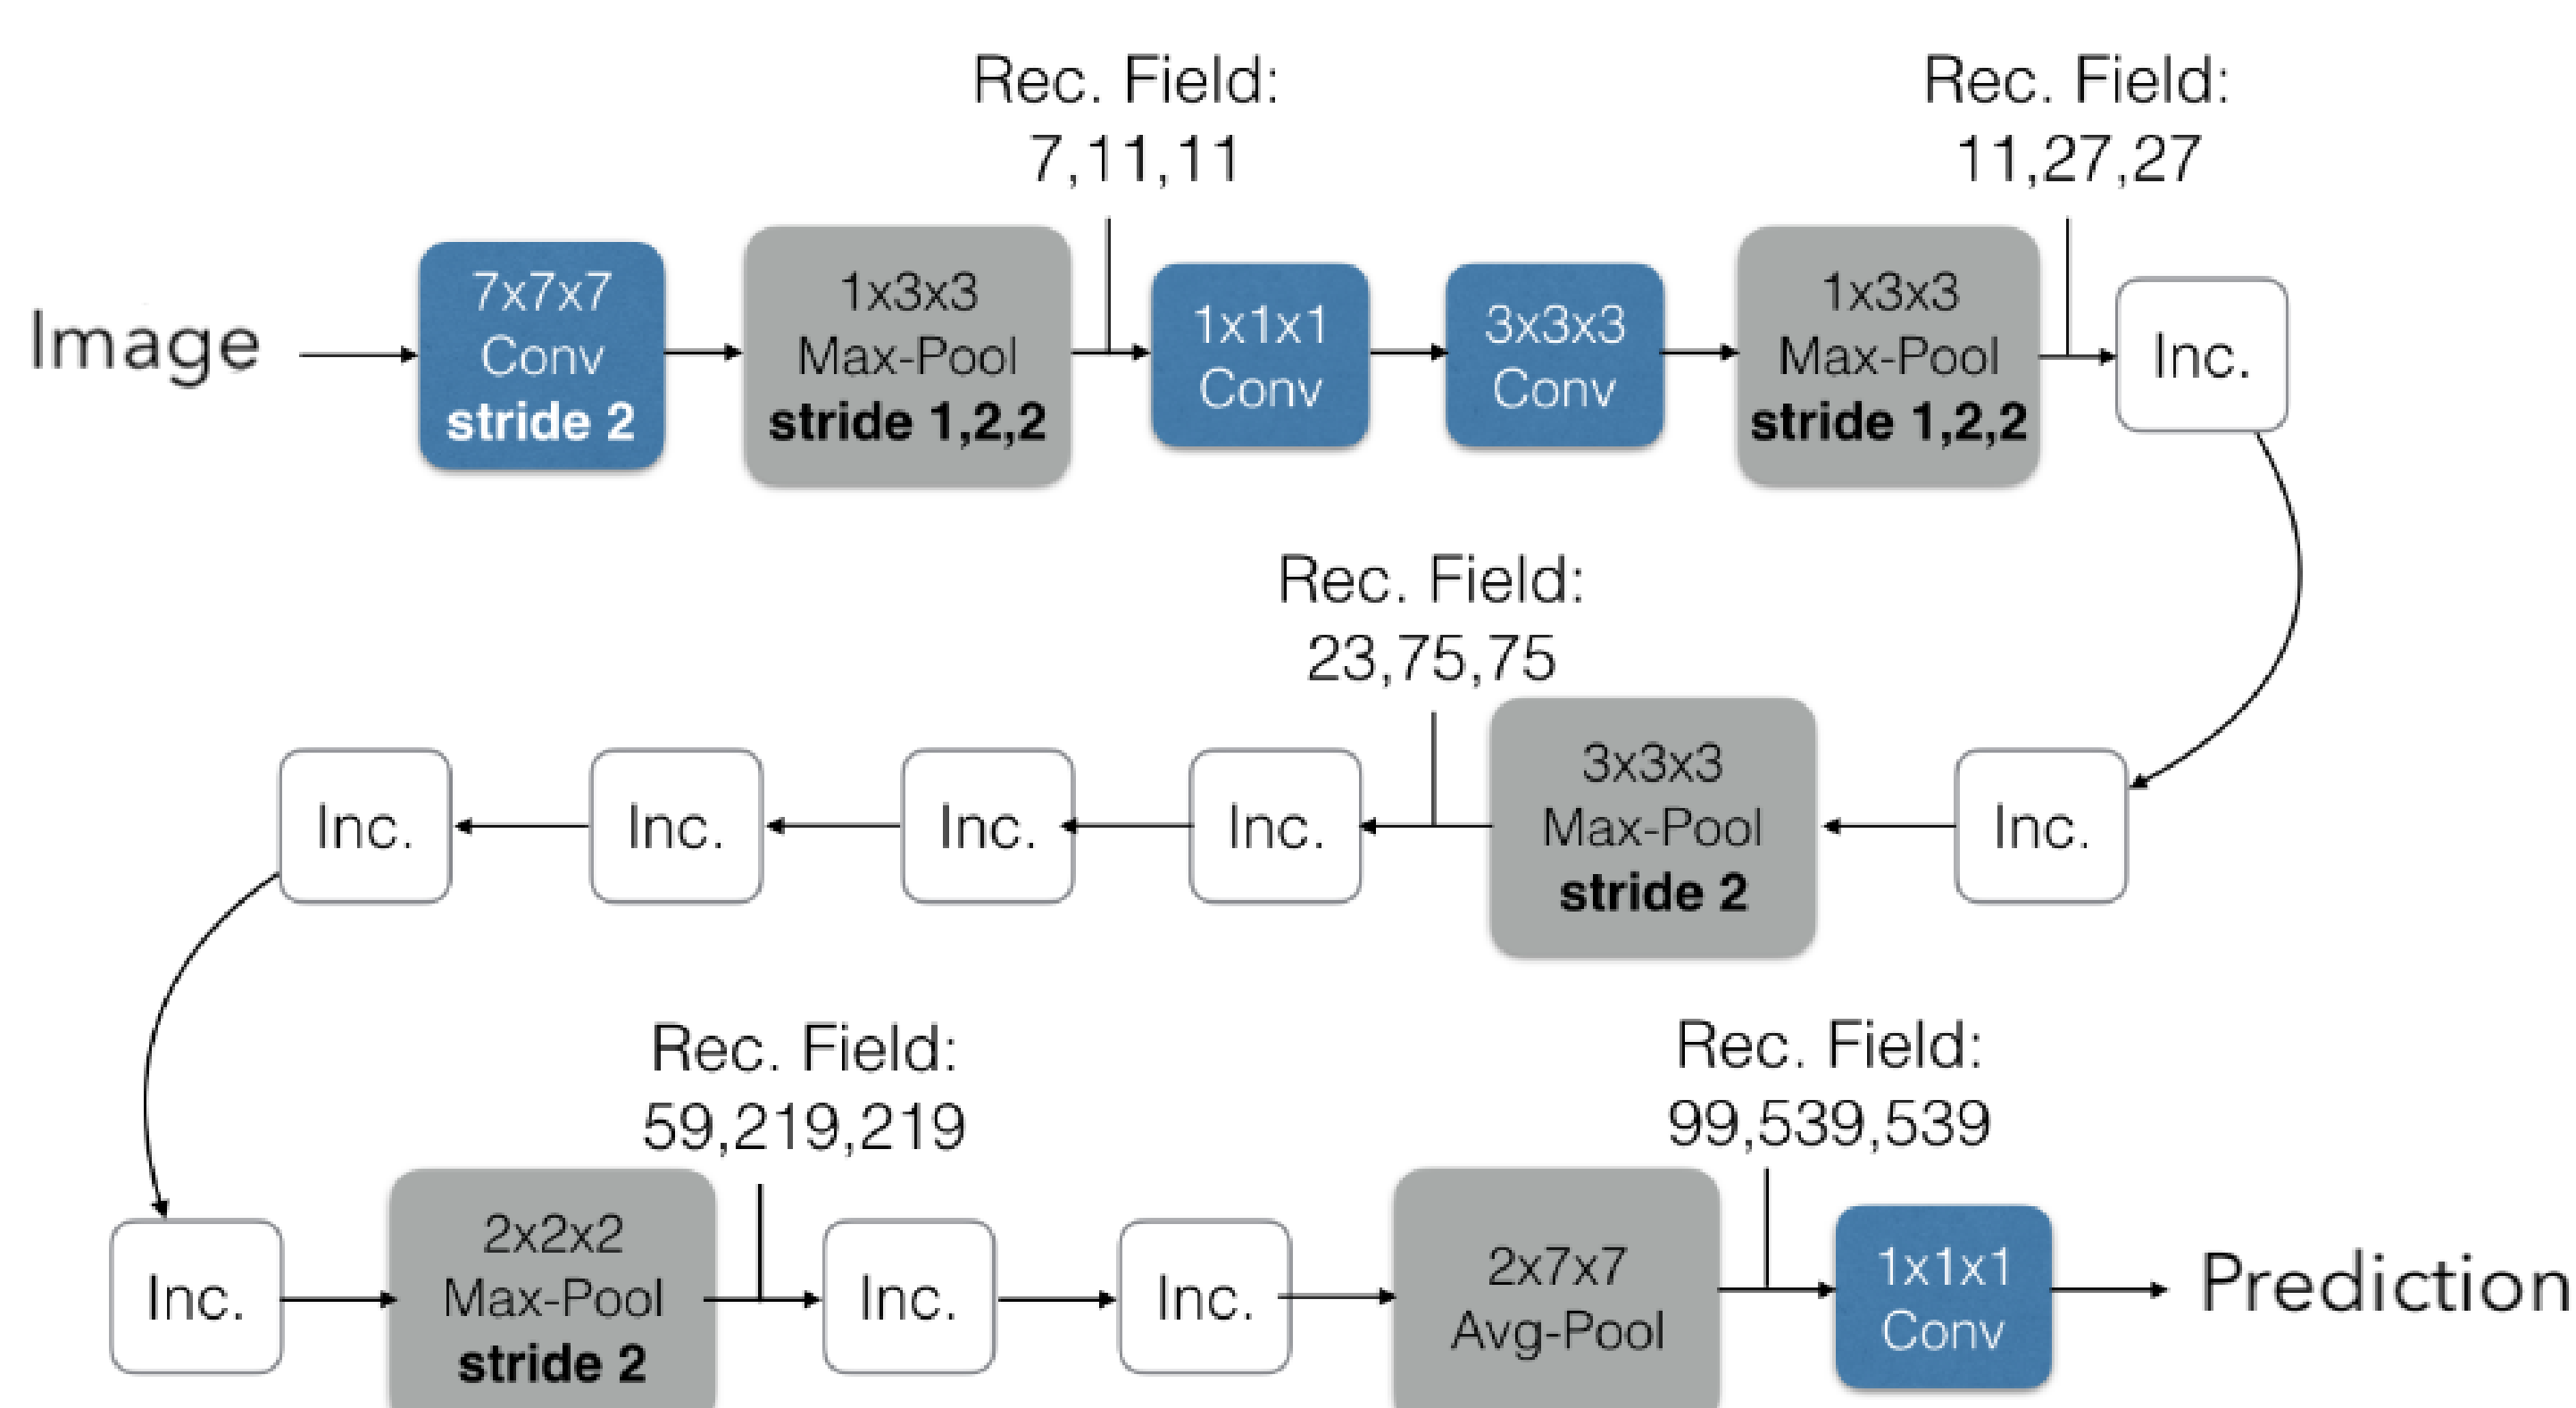 Rec. Field:
7,11,11
Rec. Field:
11,27,27
Image
7x7x7
Conv
stride 2
1x3x3
Max-Pool
stride 1,2,2
1x1x1
Conv
3x3x3
Conv
1x3x3
Max-Pool
stride 1,2,2
Inc.
Rec. Field:
23,75,75
Inc.
3x3x3
Max-Pool
stride 2
Inc.
Inc.
Inc.
Inc.
Rec. Field:
59,219,219
Rec. Field:
99,539,539
Inc.
2x2x2
Max-Pool
stride 2
Inc.
Inc.
2x7x7
Avg-Pool
1x1x1
Conv
Prediction